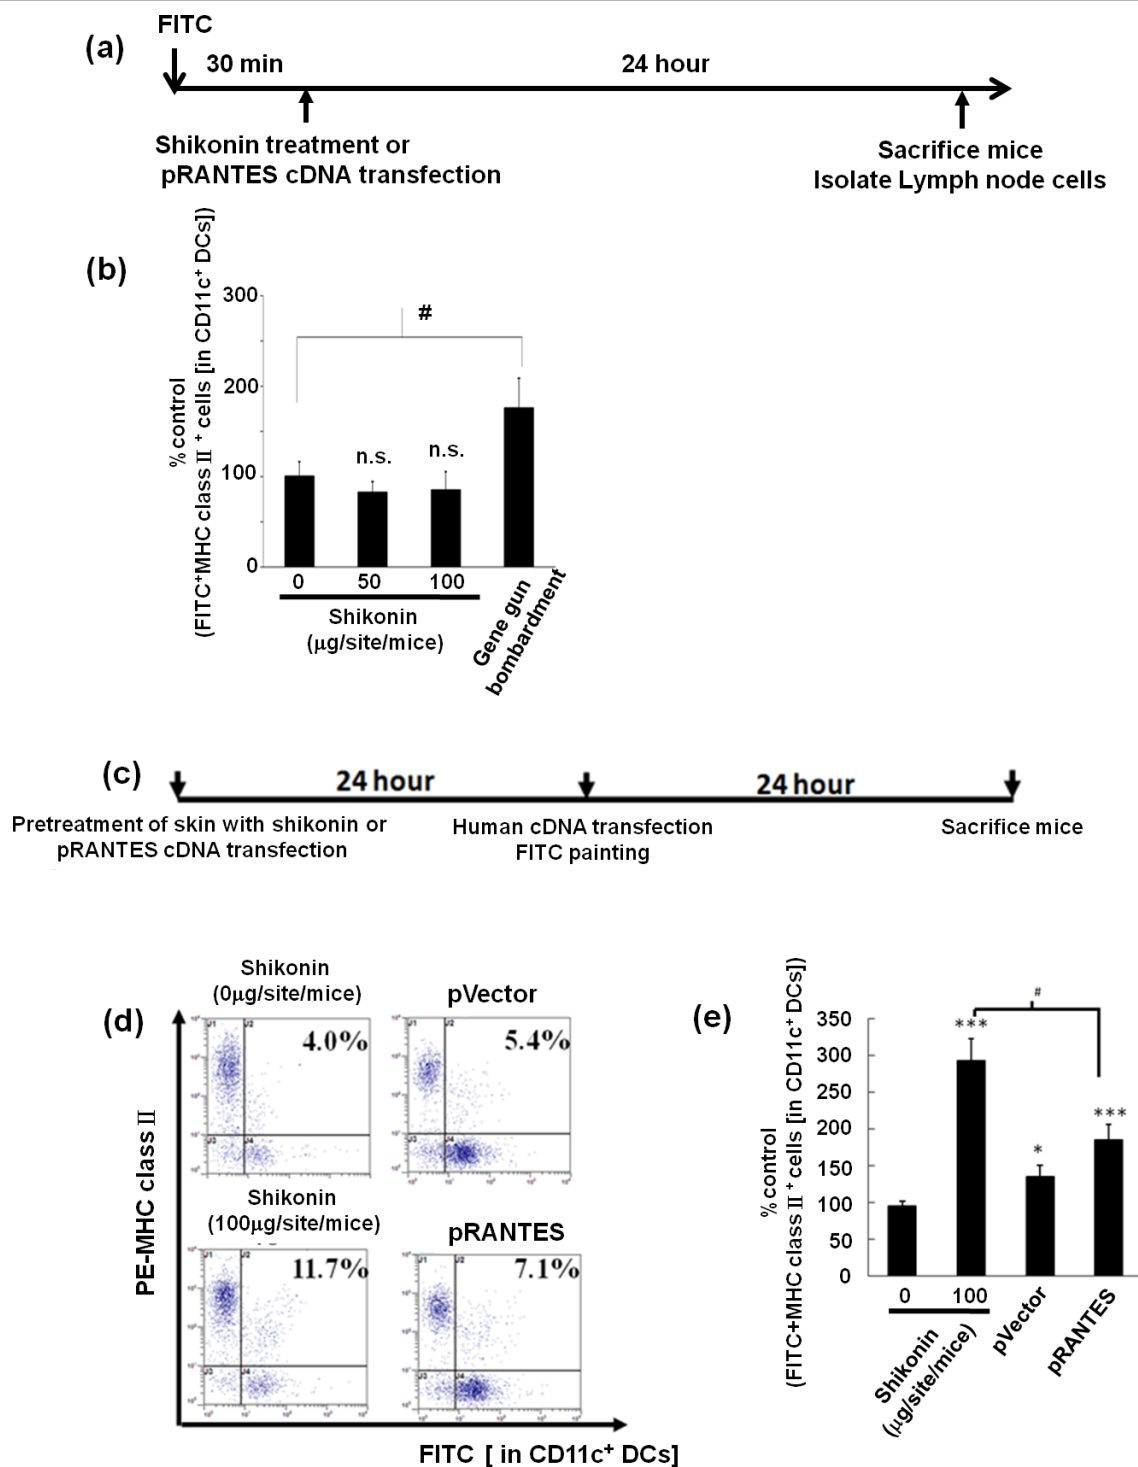 FITC
(a)
30 min
24 hour
Shikonin treatment or
pRANTES cDNA transfection
Sacrifice mice
Isolate Lymph node cells
(b)
% control
(FITC⁺MHC class II ⁺ cells [in CD11c⁺ DCs])
300
200
100
0
#
n.s.
n.s.
0 50 100
Shikonin
(µg/site/mice)
Gene gun
bombardment
(c)
24 hour
24 hour
Pretreatment of skin with shikonin or
pRANTES cDNA transfection
Human cDNA transfection
FITC painting
Sacrifice mice
(d)
PE-MHC class II
Shikonin
(0µg/site/mice)
4.0%
pVector
5.4%
Shikonin
(100µg/site/mice)
11.7%
pRANTES
7.1%
FITC [ in CD11c⁺ DCs]
(e)
% control
(FITC+MHC class II ⁺ cells [in CD11c⁺ DCs])
350
300
250
200
150
100
50
0
#
***
*
***
0 100
Shikonin
(µg/site/mice)
pVector
pRANTES